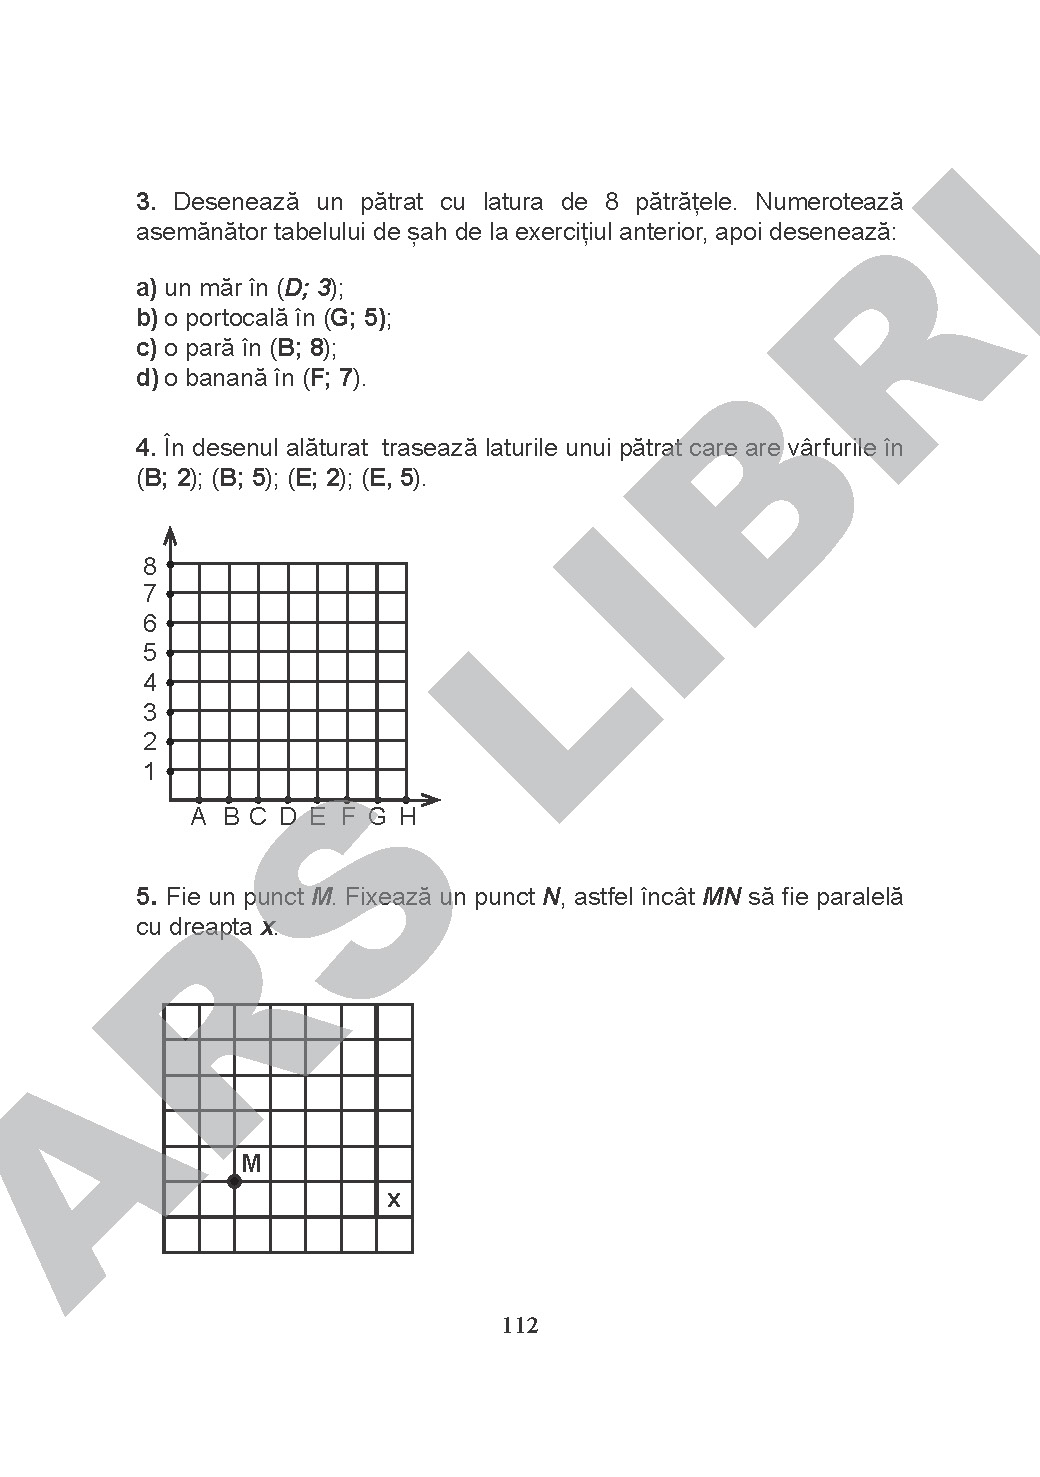 3. Desenează un pătrat cu latura de 8 pătrățele. Numerotează
asemănător tabelului de șah de la exercițiul anterior, apoi desenează:
a) un măr în (D; 3);
b) o portocală în (G; 5);
c) o pară în (B; 8);
d) o banană în (F; 7).
4. În desenul alăturat trasează laturile unui pătrat care are vârfurile în
(B; 2); (B; 5); (E; 2); (E, 5).
8
7
6
5
4
3
2
1
A B C D E F G H
5. Fie un punct M. Fixează un punct N, astfel încât MN să fie paralelă
cu dreapta x.
M
x
112
ARS LIBRI